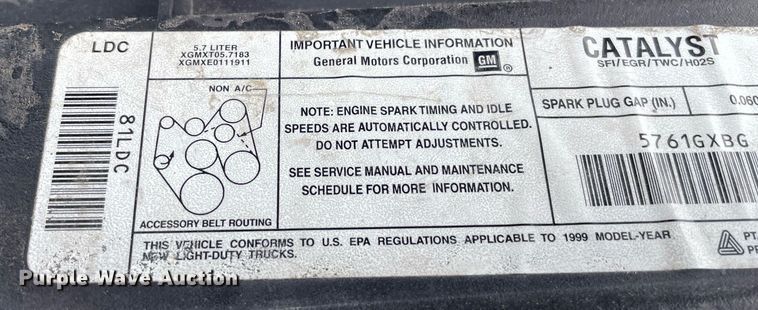 LDC
81LDC
5.7 LITER
XGMXT05.7183
XGMXE0111911
NON A/C
ACCESSORY BELT ROUTING
IMPORTANT VEHICLE INFORMATION
General Motors Corporation GM ®
NOTE: ENGINE SPARK TIMING AND IDLE
SPEEDS ARE AUTOMATICALLY CONTROLLED.
DO NOT ATTEMPT ADJUSTMENTS.
SEE SERVICE MANUAL AND MAINTENANCE
SCHEDULE FOR MORE INFORMATION.
CATALYST
SFI/EGR/TWC/HO2S
SPARK PLUG GAP (IN.) 0.060
5761GXBG
THIS VEHICLE CONFORMS TO U.S. EPA REGULATIONS APPLICABLE TO 1999 MODEL-YEAR
NEW LIGHT-DUTY TRUCKS.
PT.
Purple Wave Auction